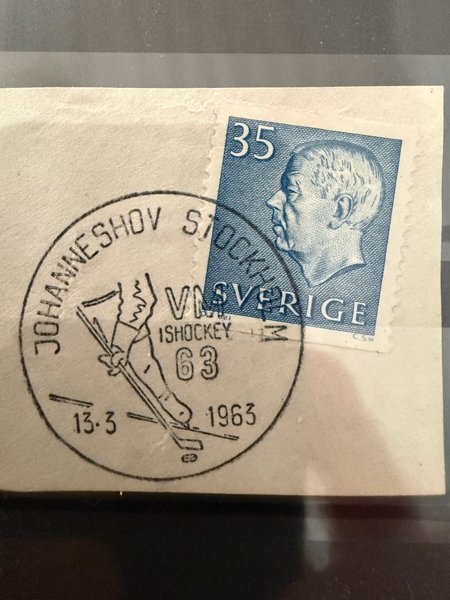 35
SVERIGE
JOHANNESHOV STOCKHOLM
VM
ISHOCKEY
63
13.3 1963